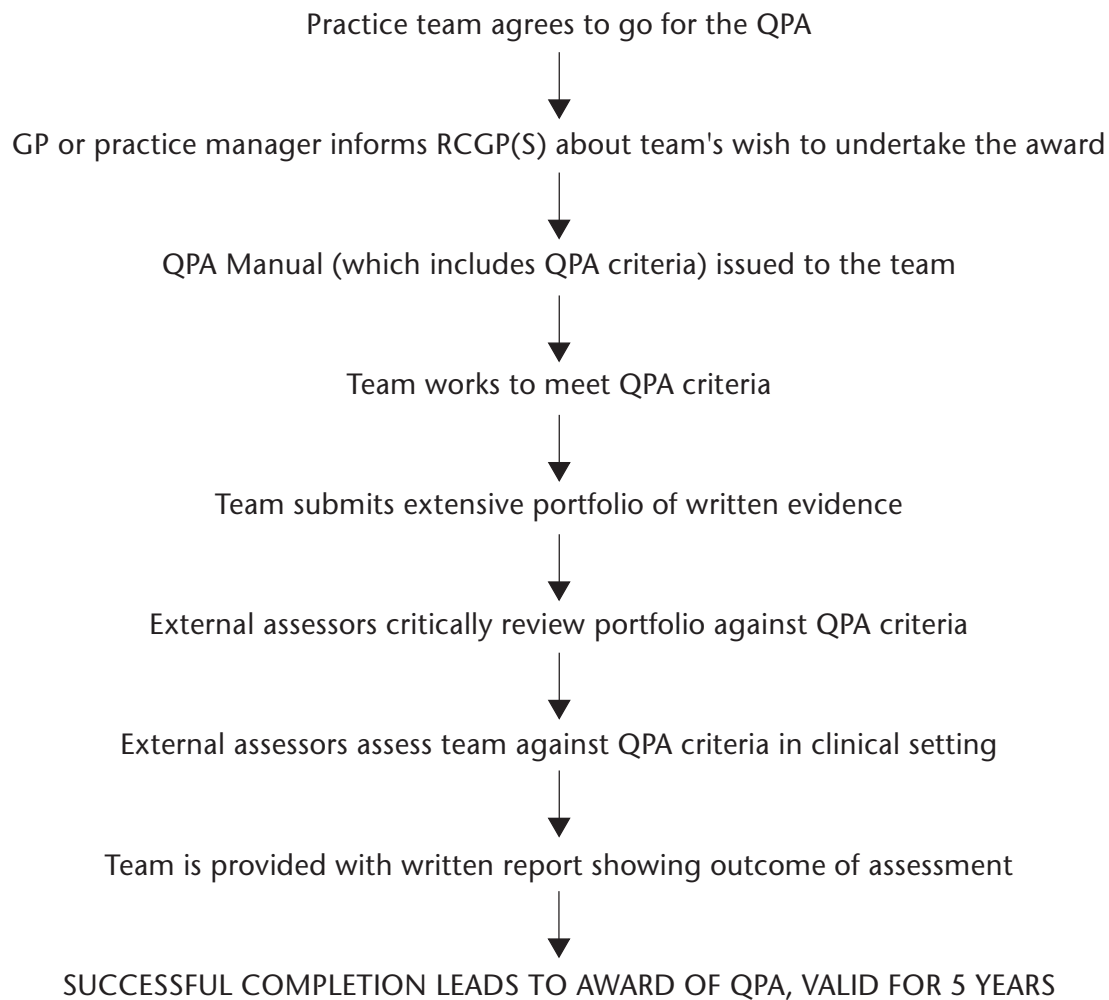 Practice team agrees to go for the QPA
GP or practice manager informs RCGP(S) about team's wish to undertake the award
QPA Manual (which includes QPA criteria) issued to the team
Team works to meet QPA criteria
Team submits extensive portfolio of written evidence
External assessors critically review portfolio against QPA criteria
External assessors assess team against QPA criteria in clinical setting
Team is provided with written report showing outcome of assessment
SUCCESSFUL COMPLETION LEADS TO AWARD OF QPA, VALID FOR 5 YEARS